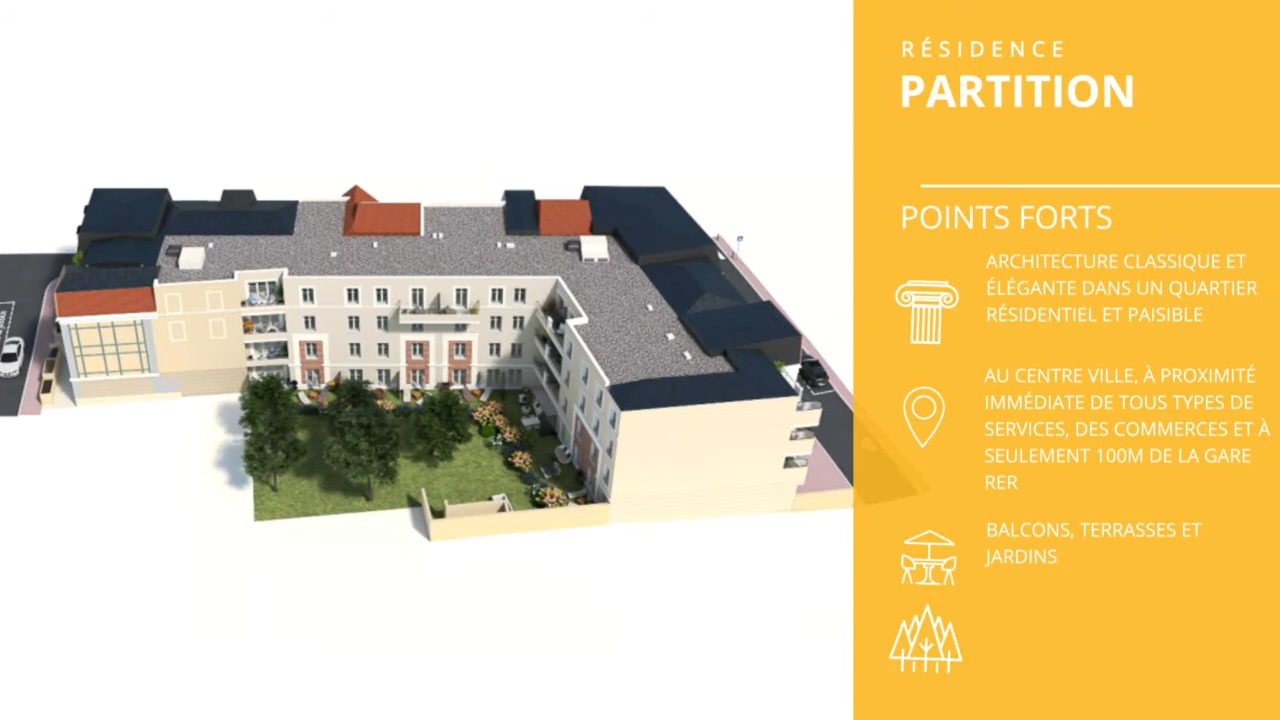 RÉSIDENCE
PARTITION
POINTS FORTS
ARCHITECTURE CLASSIQUE ET
ÉLÉGANTE DANS UN QUARTIER
RÉSIDENTIEL ET PAISIBLE
AU CENTRE VILLE, À PROXIMITÉ
IMMÉDIATE DE TOUS TYPES DE
SERVICES, DES COMMERCES ET À
SEULEMENT 100M DE LA GARE
RER
BALCONS, TERRASSES ET
JARDINS